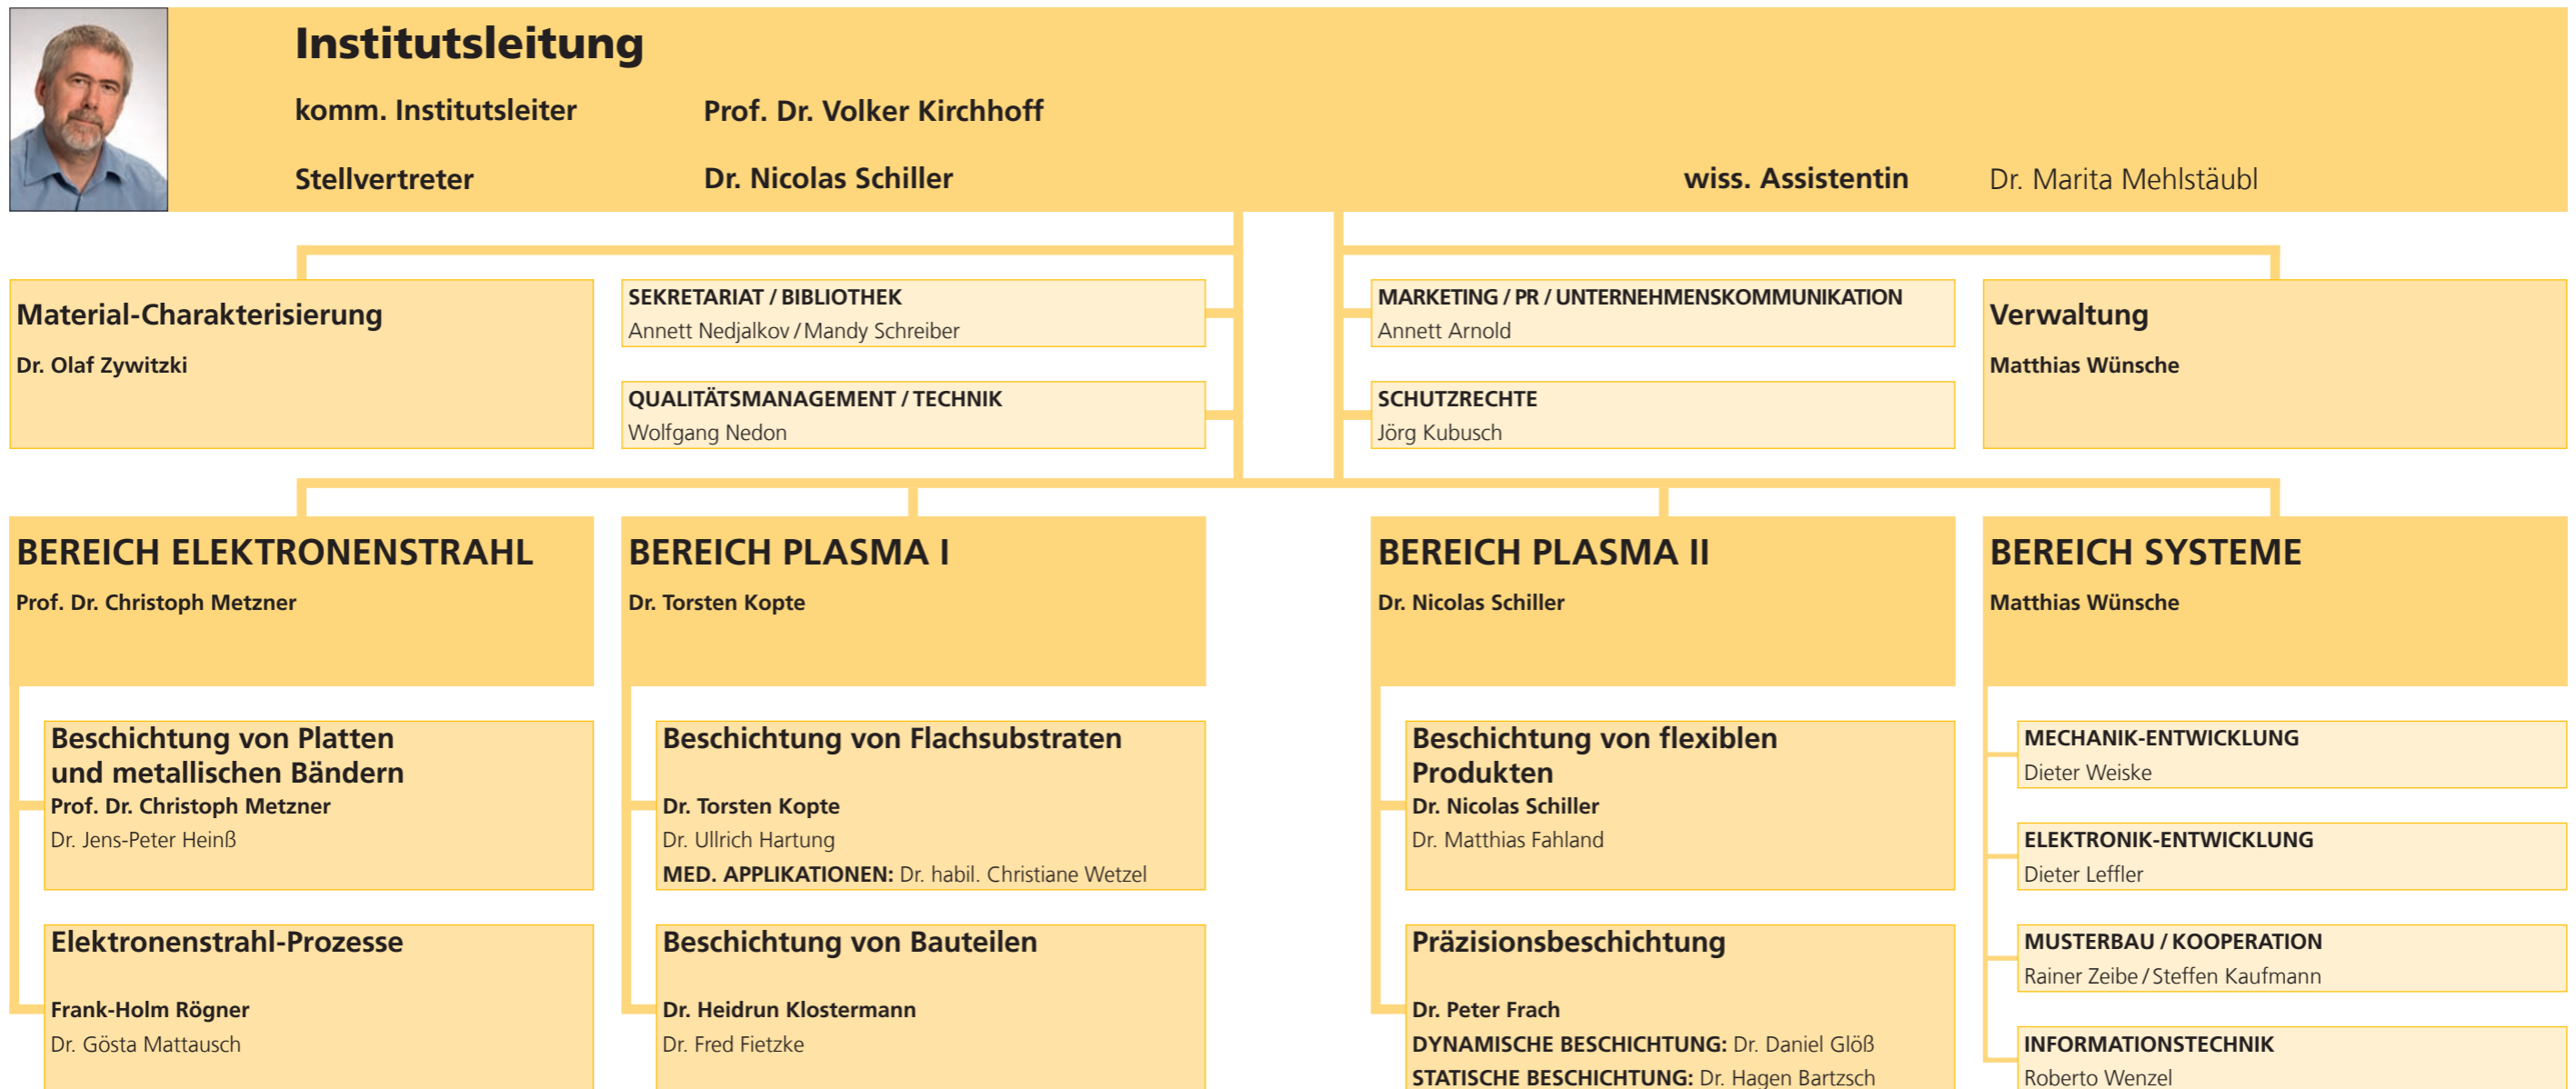 Institutsleitung
komm. Institutsleiter Prof. Dr. Volker Kirchhoff
Stellvertreter Dr. Nicolas Schiller wiss. Assistentin Dr. Marita Mehlstäubl
Material-Charakterisierung
Dr. Olaf Zywitzki
SEKRETARIAT / BIBLIOTHEK
Annett Nedjalkov / Mandy Schreiber
QUALITÄTSMANAGEMENT / TECHNIK
Wolfgang Nedon
MARKETING / PR / UNTERNEHMENSKOMMUNIKATION
Annett Arnold
SCHUTZRECHTE
Jörg Kubusch
Verwaltung
Matthias Wünsche
BEREICH ELEKTRONENSTRAHL
Prof. Dr. Christoph Metzner
Beschichtung von Platten
und metallischen Bändern
Prof. Dr. Christoph Metzner
Dr. Jens-Peter Heinß
Elektronenstrahl-Prozesse
Frank-Holm Rögner
Dr. Gösta Mattausch
BEREICH PLASMA I
Dr. Torsten Kopte
Beschichtung von Flachsubstraten
Dr. Torsten Kopte
Dr. Ullrich Hartung
MED. APPLIKATIONEN: Dr. habil. Christiane Wetzel
Beschichtung von Bauteilen
Dr. Heidrun Klostermann
Dr. Fred Fietzke
BEREICH PLASMA II
Dr. Nicolas Schiller
Beschichtung von flexiblen
Produkten
Dr. Nicolas Schiller
Dr. Matthias Fahland
Präzisionsbeschichtung
Dr. Peter Frach
DYNAMISCHE BESCHICHTUNG: Dr. Daniel Glöß
STATISCHE BESCHICHTUNG: Dr. Hagen Bartzsch
BEREICH SYSTEME
Matthias Wünsche
MECHANIK-ENTWICKLUNG
Dieter Weiske
ELEKTRONIK-ENTWICKLUNG
Dieter Leffler
MUSTERBAU / KOOPERATION
Rainer Zeibe / Steffen Kaufmann
INFORMATIONSTECHNIK
Roberto Wenzel